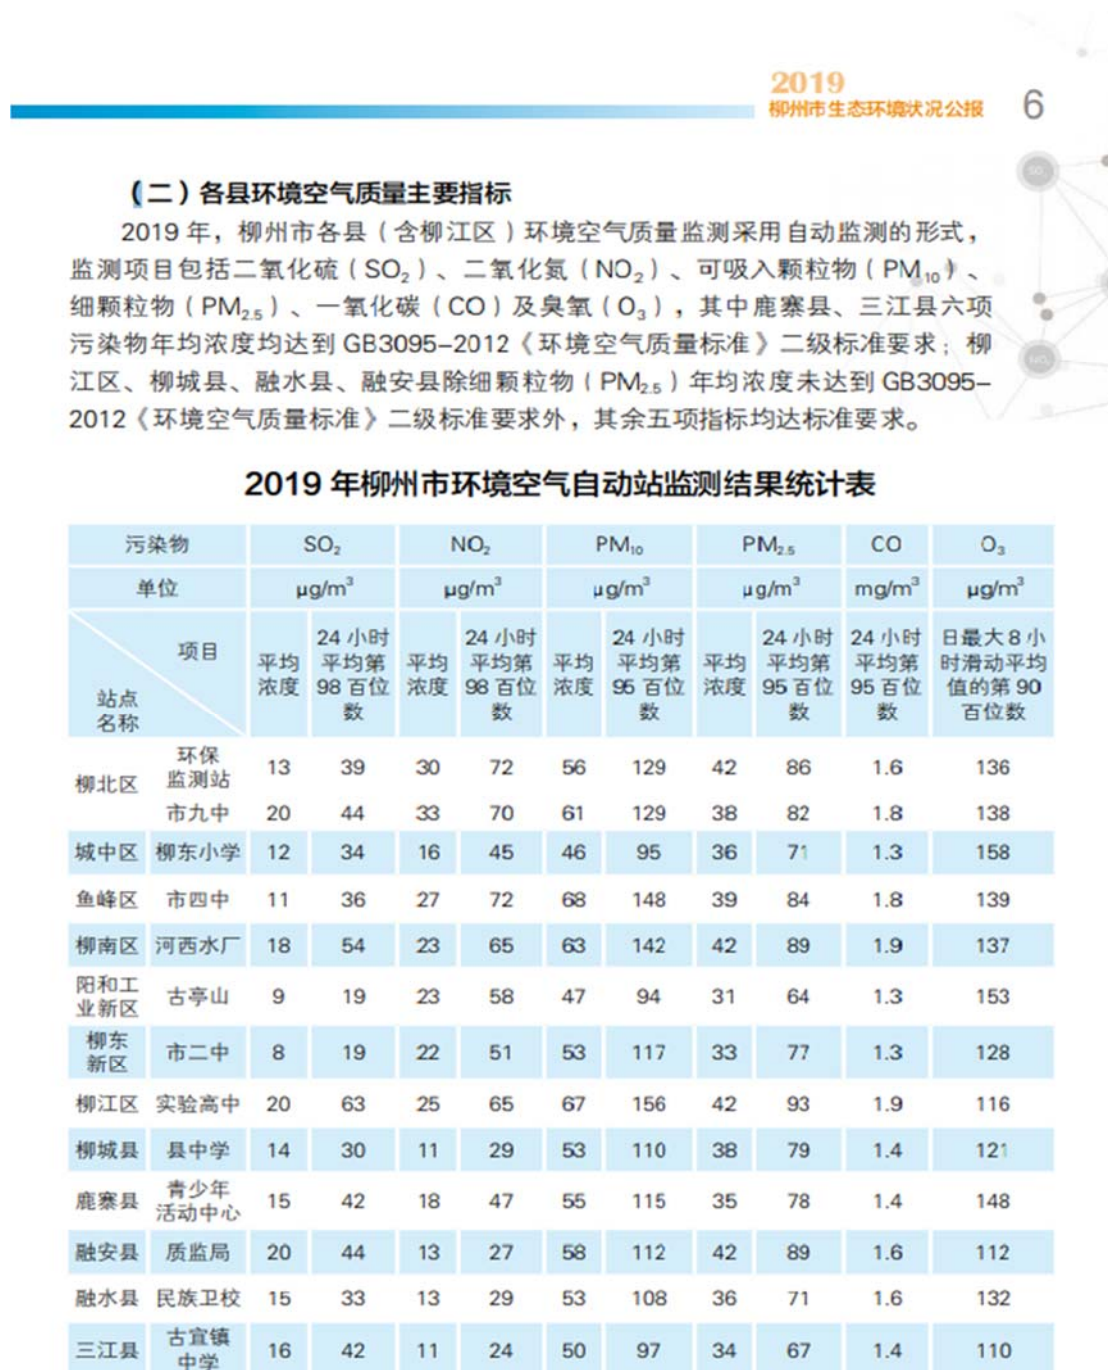 2019
柳州市生态环境状况公报
6
SO₂
(二)各县环境空气质量主要指标
2019 年,柳州市各县(含柳江区)环境空气质量监测采用自动监测的形式,
监测项目包括二氧化硫(SO₂)、二氧化氮(NO₂)、可吸入颗粒物(PM₁₀)、
细颗粒物(PM₂.₅)、一氧化碳(CO)及臭氧(O₃),其中鹿寨县、三江县六项
污染物年均浓度均达到 GB3095–2012《环境空气质量标准》二级标准要求;柳
NO₂
江区、柳城县、融水县、融安县除细颗粒物(PM₂.₅)年均浓度未达到 GB3095–
2012《环境空气质量标准》二级标准要求外,其余五项指标均达标准要求。
2019 年柳州市环境空气自动站监测结果统计表
污染物 SO₂ NO₂ PM₁₀ PM₂.₅ CO O₃
单位 μg/m³ μg/m³ μg/m³ μg/m³ mg/m³ μg/m³
项目 站点名称 平均浓度 24 小时平均第 98 百位数 平均浓度 24 小时平均第 98 百位数 平均浓度 24 小时平均第 95 百位数 平均浓度 24 小时平均第 95 百位数 24 小时平均第 95 百位数 日最大 8 小时滑动平均值的第 90 百位数
柳北区 环保监测站 13 39 30 72 56 129 42 86 1.6 136
市九中 20 44 33 70 61 129 38 82 1.8 138
城中区 柳东小学 12 34 16 45 46 95 36 71 1.3 158
鱼峰区 市四中 11 36 27 72 68 148 39 84 1.8 139
柳南区 河西水厂 18 54 23 65 63 142 42 89 1.9 137
阳和工业新区 古亭山 9 19 23 58 47 94 31 64 1.3 153
柳东新区 市二中 8 19 22 51 53 117 33 77 1.3 128
柳江区 实验高中 20 63 25 65 67 156 42 93 1.9 116
柳城县 县中学 14 30 11 29 53 110 38 79 1.4 121
鹿寨县 青少年活动中心 15 42 18 47 55 115 35 78 1.4 148
融安县 质监局 20 44 13 27 58 112 42 89 1.6 112
融水县 民族卫校 15 33 13 29 53 108 36 71 1.6 132
三江县 古宜镇中学 16 42 11 24 50 97 34 67 1.4 110